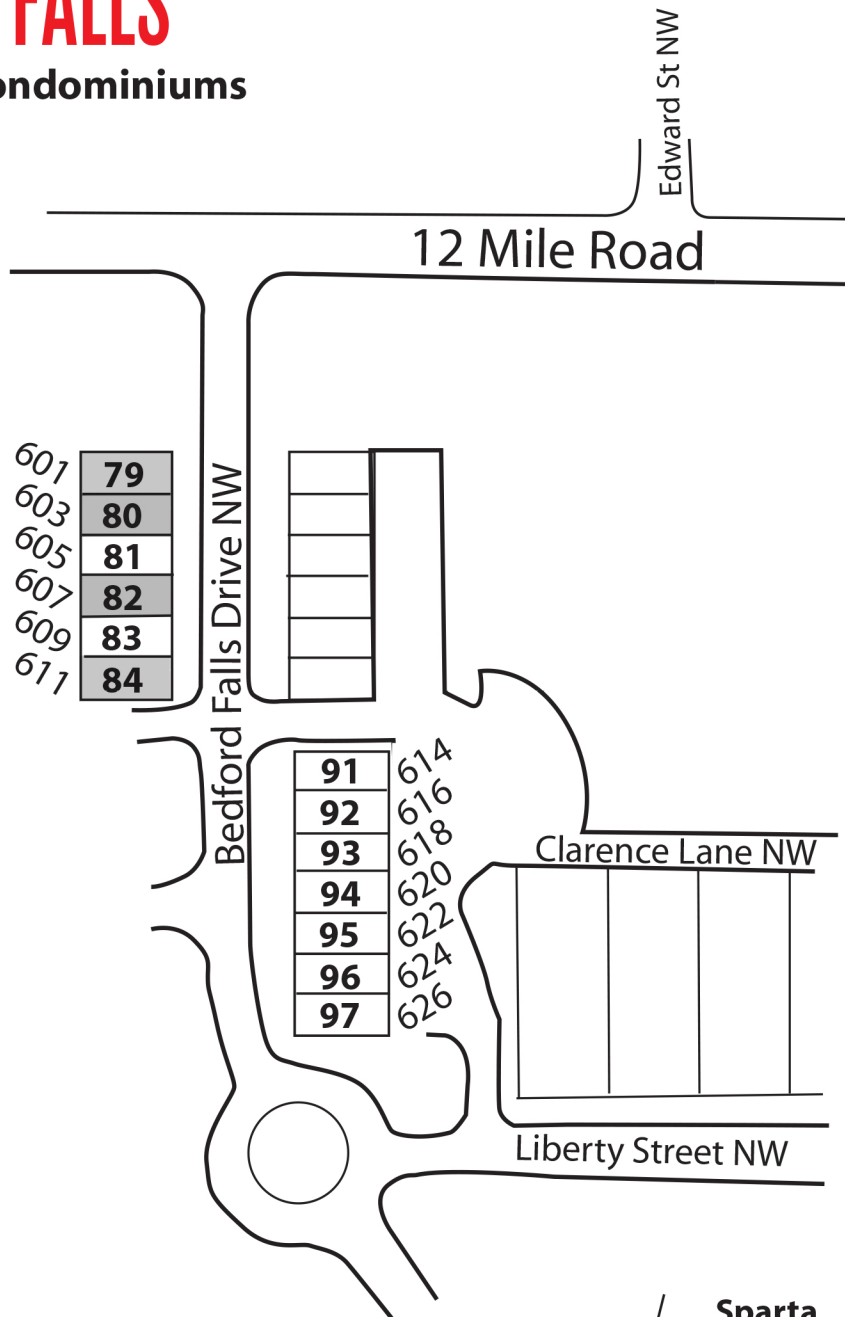 FALLS
ondominiums
Edward St NW
12 Mile Road
Bedford Falls Drive NW
601 79
603 80
605 81
607 82
609 83
611 84
91 614
92 616
93 618
94 620
95 622
96 624
97 626
Clarence Lane NW
Liberty Street NW
Sparta